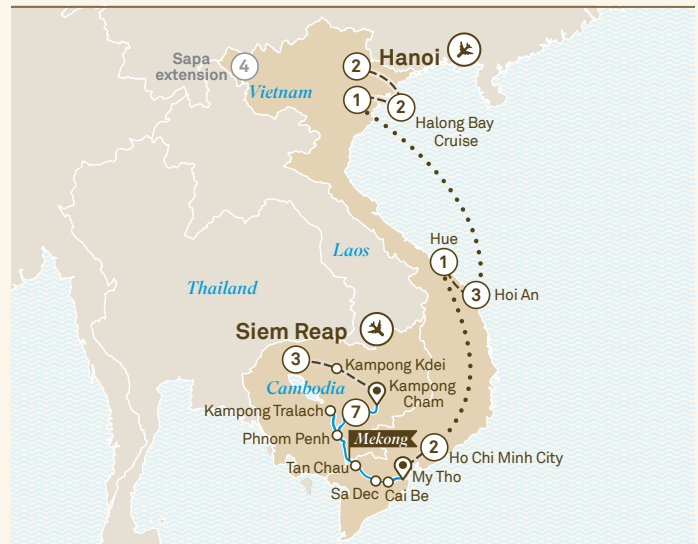 Sapa
extension
4
2
Hanoi
Vietnam
1
2
Halong Bay
Cruise
Hue
1
Laos
Thailand
3
Hoi An
Siem Reap
3
Kampong Kdei
Cambodia
Kampong
Cham
Kampong Tralach
7
Phnom Penh
Mekong
2
Ho Chi Minh City
Tan Chau
My Tho
Sa Dec
Cai Be